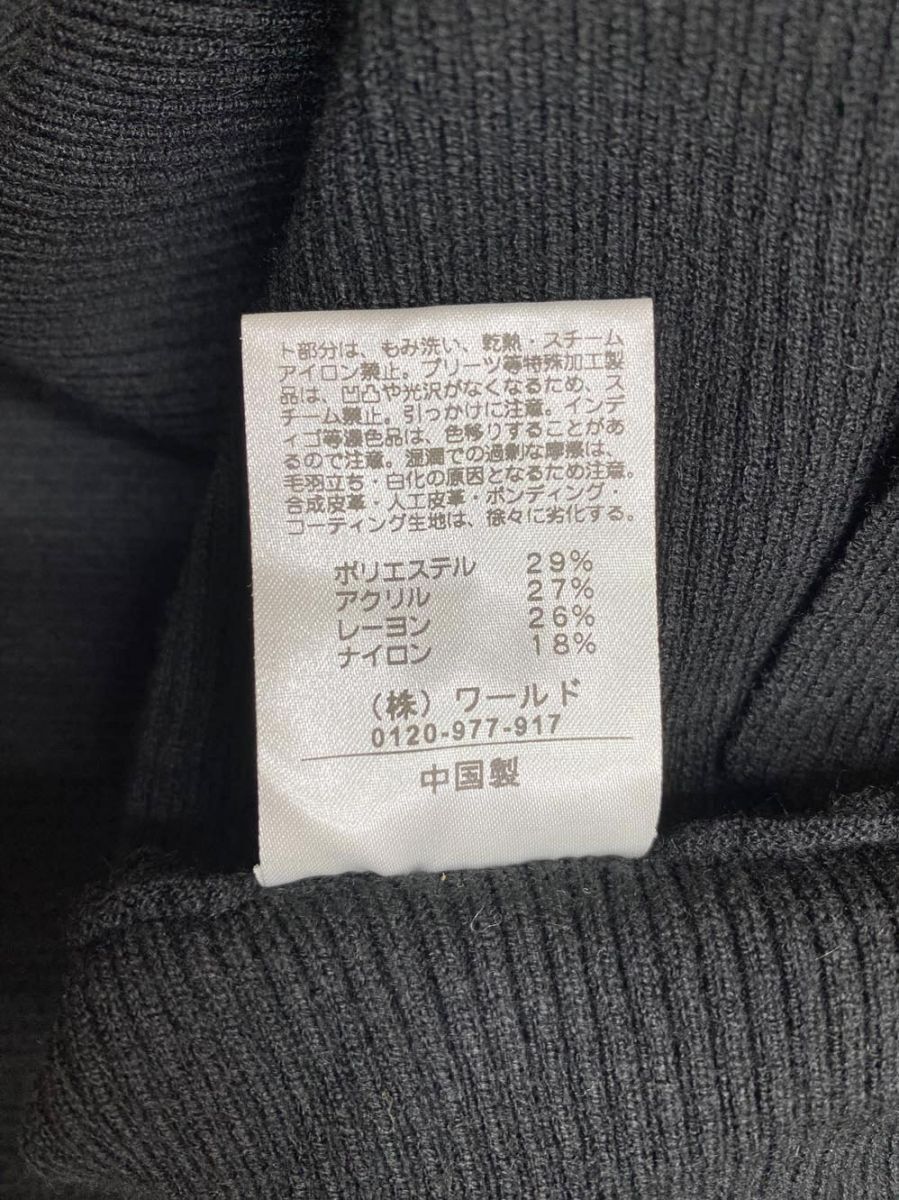 ト部分は、もみ洗い、乾熱・スチーム
アイロン禁止。プリーツ等特殊加工製
品は、凹凸や光沢がなくなるため、ス
チーム禁止。引っかけに注意。インデ
ィゴ等濃色品は、色移りすることがあ
るので注意。湿潤での過剰な摩擦は、
毛羽立ち・白化の原因となるため注意。
合成皮革・人工皮革・ボンディング・
コーティング生地は、徐々に劣化する。
ポリエステル 29%
アクリル 27%
レーヨン 26%
ナイロン 18%
（株）ワールド
0120-977-917
中国製